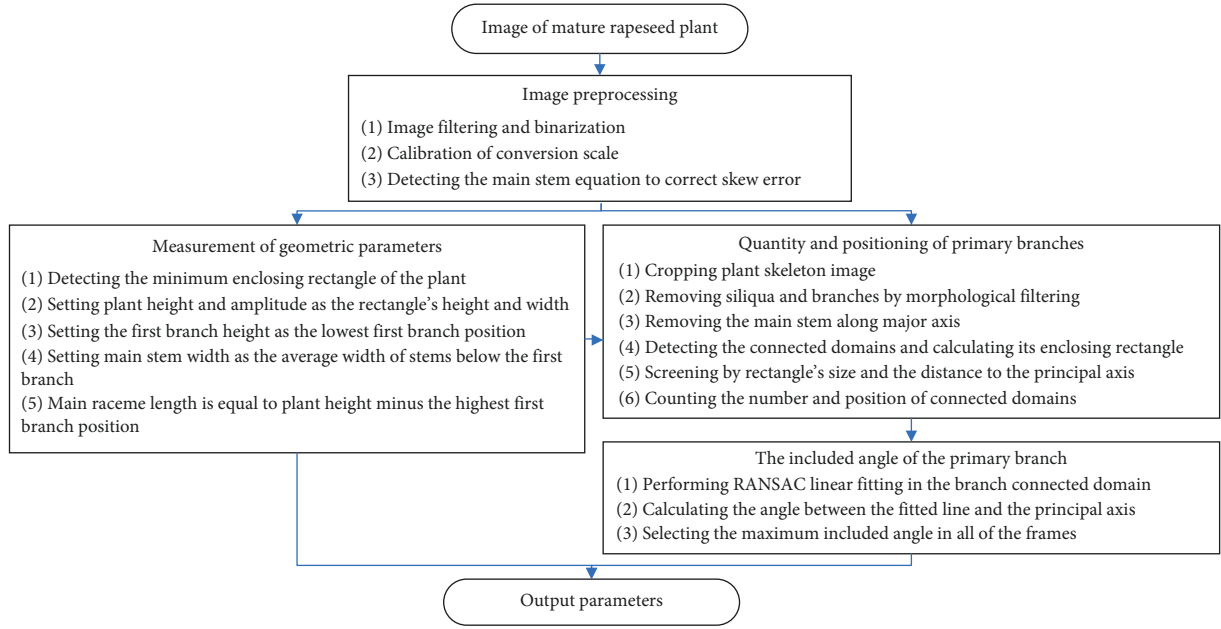 Image of mature rapeseed plant
Image preprocessing
(1) Image filtering and binarization
(2) Calibration of conversion scale
(3) Detecting the main stem equation to correct skew error
Measurement of geometric parameters
(1) Detecting the minimum enclosing rectangle of the plant
(2) Setting plant height and amplitude as the rectangle's height and width
(3) Setting the first branch height as the lowest first branch position
(4) Setting main stem width as the average width of stems below the first
branch
(5) Main raceme length is equal to plant height minus the highest first
branch position
Quantity and positioning of primary branches
(1) Cropping plant skeleton image
(2) Removing siliqua and branches by morphological filtering
(3) Removing the main stem along major axis
(4) Detecting the connected domains and calculating its enclosing rectangle
(5) Screening by rectangle's size and the distance to the principal axis
(6) Counting the number and position of connected domains
The included angle of the primary branch
(1) Performing RANSAC linear fitting in the branch connected domain
(2) Calculating the angle between the fitted line and the principal axis
(3) Selecting the maximum included angle in all of the frames
Output parameters